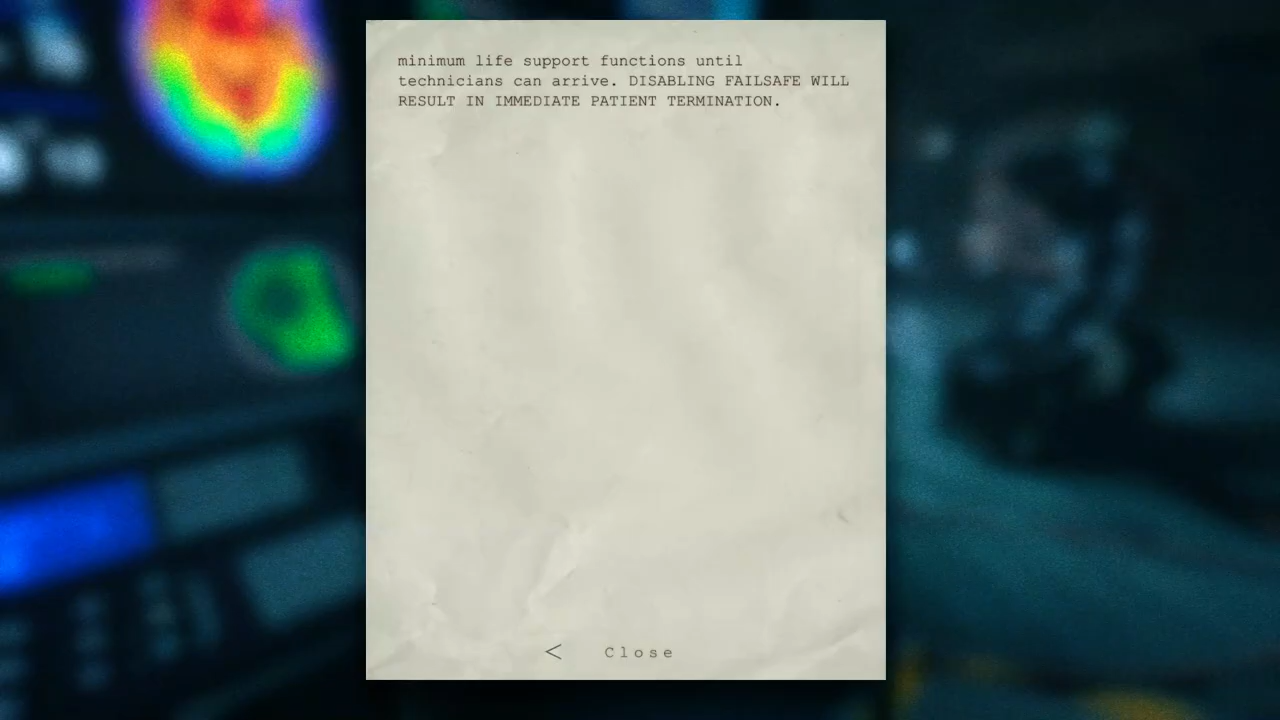 minimum life support functions until
technicians can arrive. DISABLING FAILSAFE WILL
RESULT IN IMMEDIATE PATIENT TERMINATION.
< Close